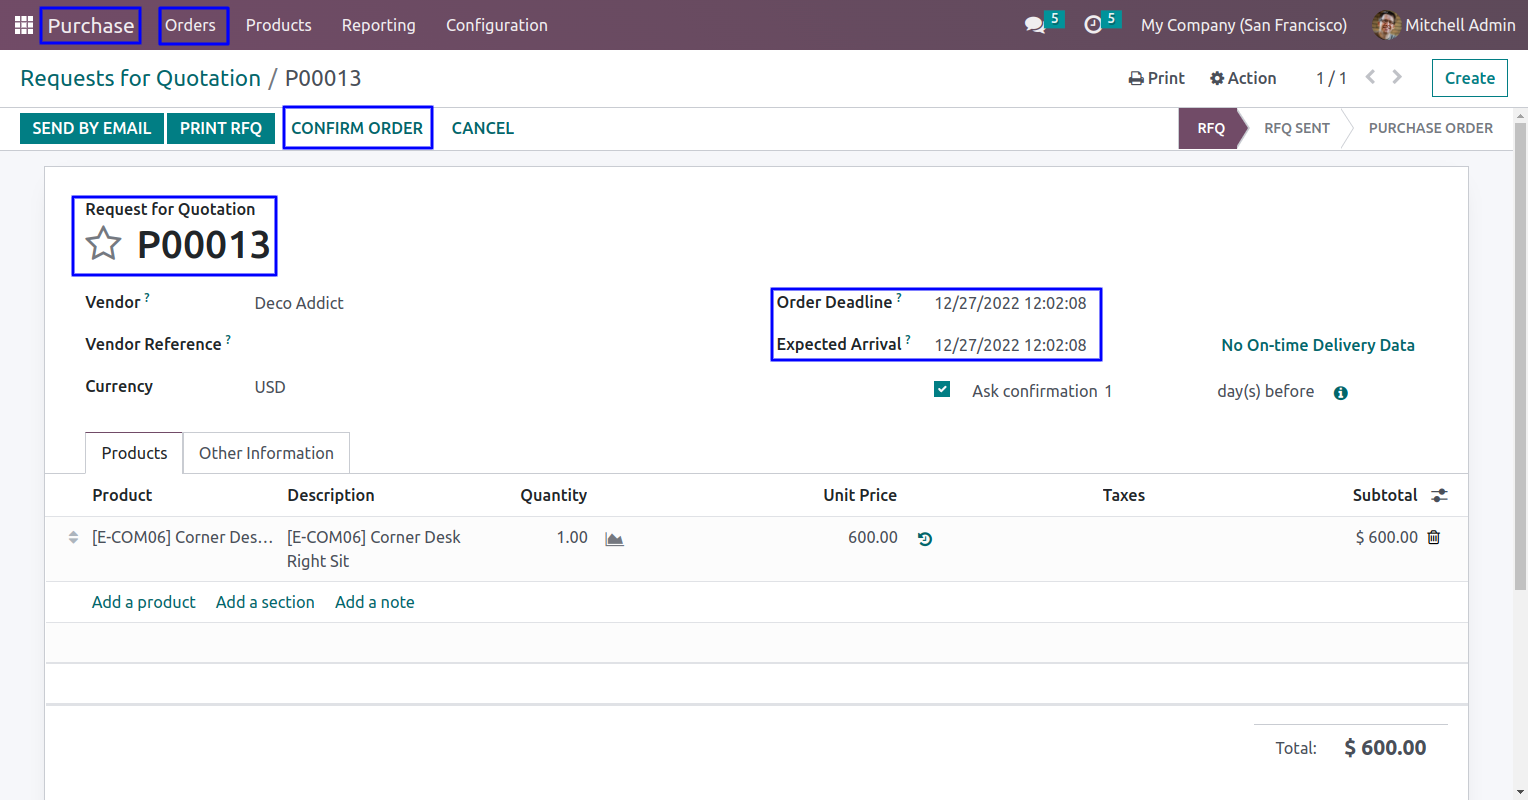 Purchase Orders Products Reporting Configuration 5 5 My Company (San Francisco) Mitchell Admin
Requests for Quotation / P00013 Print Action 1 / 1 Create
SEND BY EMAIL PRINT RFQ CONFIRM ORDER CANCEL RFQ RFQ SENT PURCHASE ORDER
Request for Quotation
P00013
Vendor ? Deco Addict Order Deadline ? 12/27/2022 12:02:08
Vendor Reference ? Expected Arrival ? 12/27/2022 12:02:08 No On-time Delivery Data
Currency USD Ask confirmation 1 day(s) before
Products Other Information
Product Description Quantity Unit Price Taxes Subtotal
[E-COM06] Corner Des... [E-COM06] Corner Desk 1.00 600.00 $ 600.00
Right Sit
Add a product Add a section Add a note
Total: $ 600.00